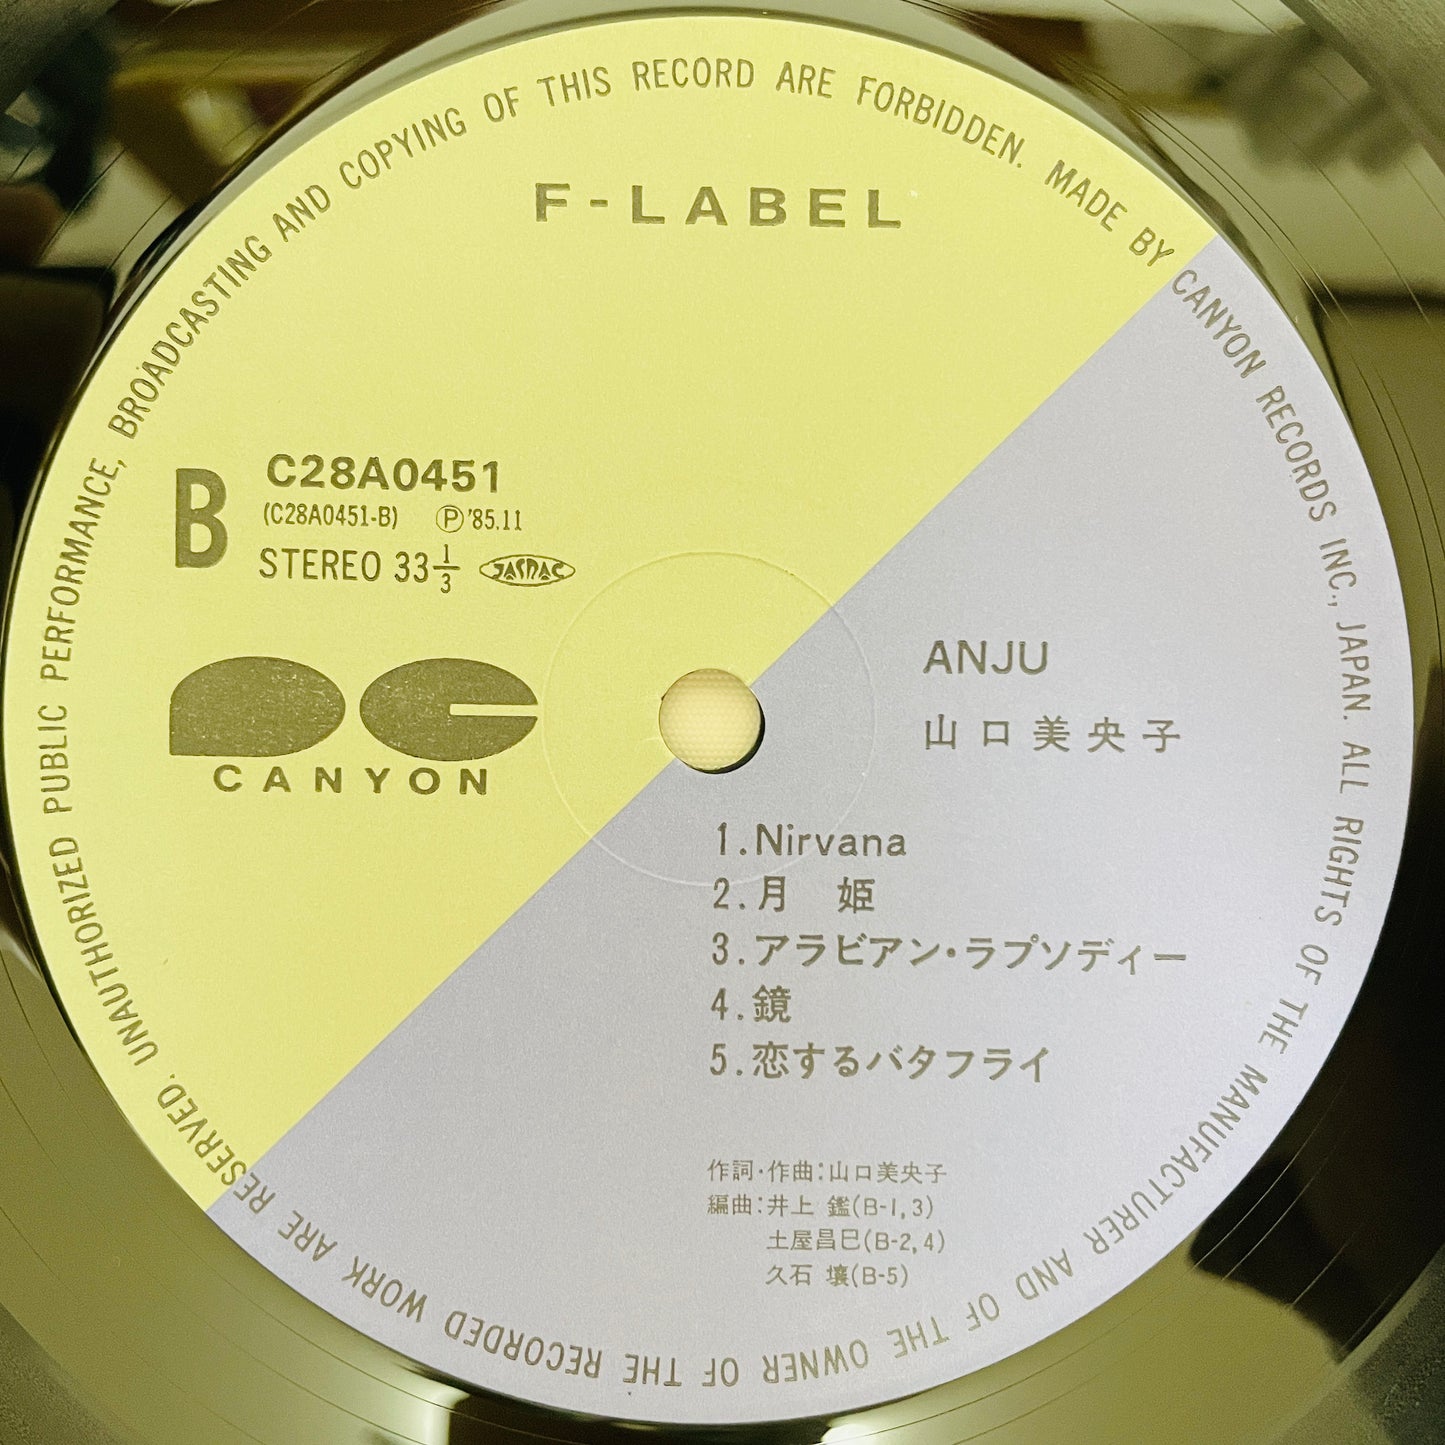 UNAUTHORIZED PUBLIC PERFORMANCE, BROADCASTING AND COPYING OF THIS RECORD ARE FORBIDDEN. MADE BY CANYON RECORDS INC., JAPAN. ALL RIGHTS OF THE MANUFACTURER AND OF THE OWNER OF THE RECORDED WORK ARE RESERVED.
F-LABEL
B
C28A0451
(C28A0451-B) Ⓟ'85.11
STEREO 33 1/3 JASRAC
CANYON
ANJU
山口美央子
1.Nirvana
2.月 姫
3.アラビアン・ラプソディー
4.鏡
5.恋するバタフライ
作詞・作曲:山口美央子
編曲:井上 鑑(B-1,3)
土屋昌巳(B-2,4)
久石 壤(B-5)